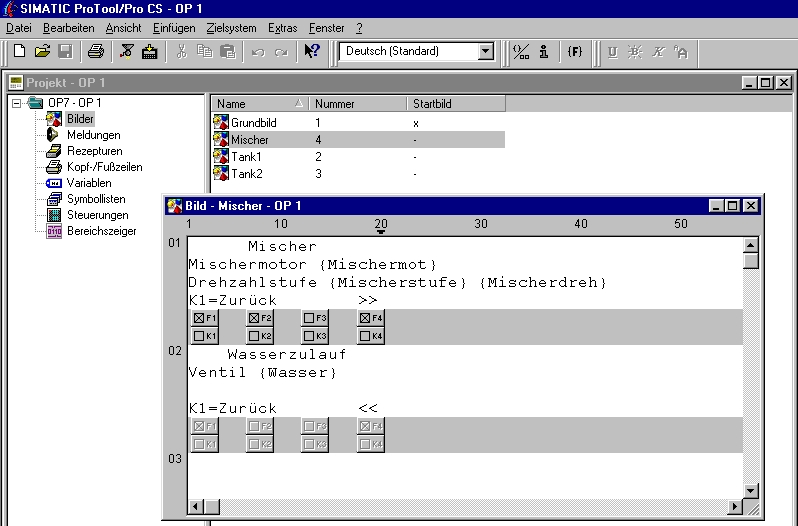 SIMATIC ProTool/Pro CS - OP 1
Datei Bearbeiten Ansicht Einfügen Zielsystem Extras Fenster ?
Deutsch (Standard)
Projekt - OP 1
OP7 - OP 1
Bilder
Meldungen
Rezepturen
Kopf-/Fußzeilen
Variablen
Symbollisten
Steuerungen
Bereichszeiger
Name Nummer Startbild
Grundbild 1 x
Mischer 4 -
Tank1 2 -
Tank2 3 -
Bild - Mischer - OP 1
1 10 20 30 40 50
01 Mischer
Mischermotor {Mischermot}
Drehzahlstufe {Mischerstufe} {Mischerdreh}
K1=Zurück >>
F1 F2 F3 F4
K1 K2 K3 K4
02 Wasserzulauf
Ventil {Wasser}
K1=Zurück <<
F1 F2 F3 F4
K1 K2 K3 K4
03